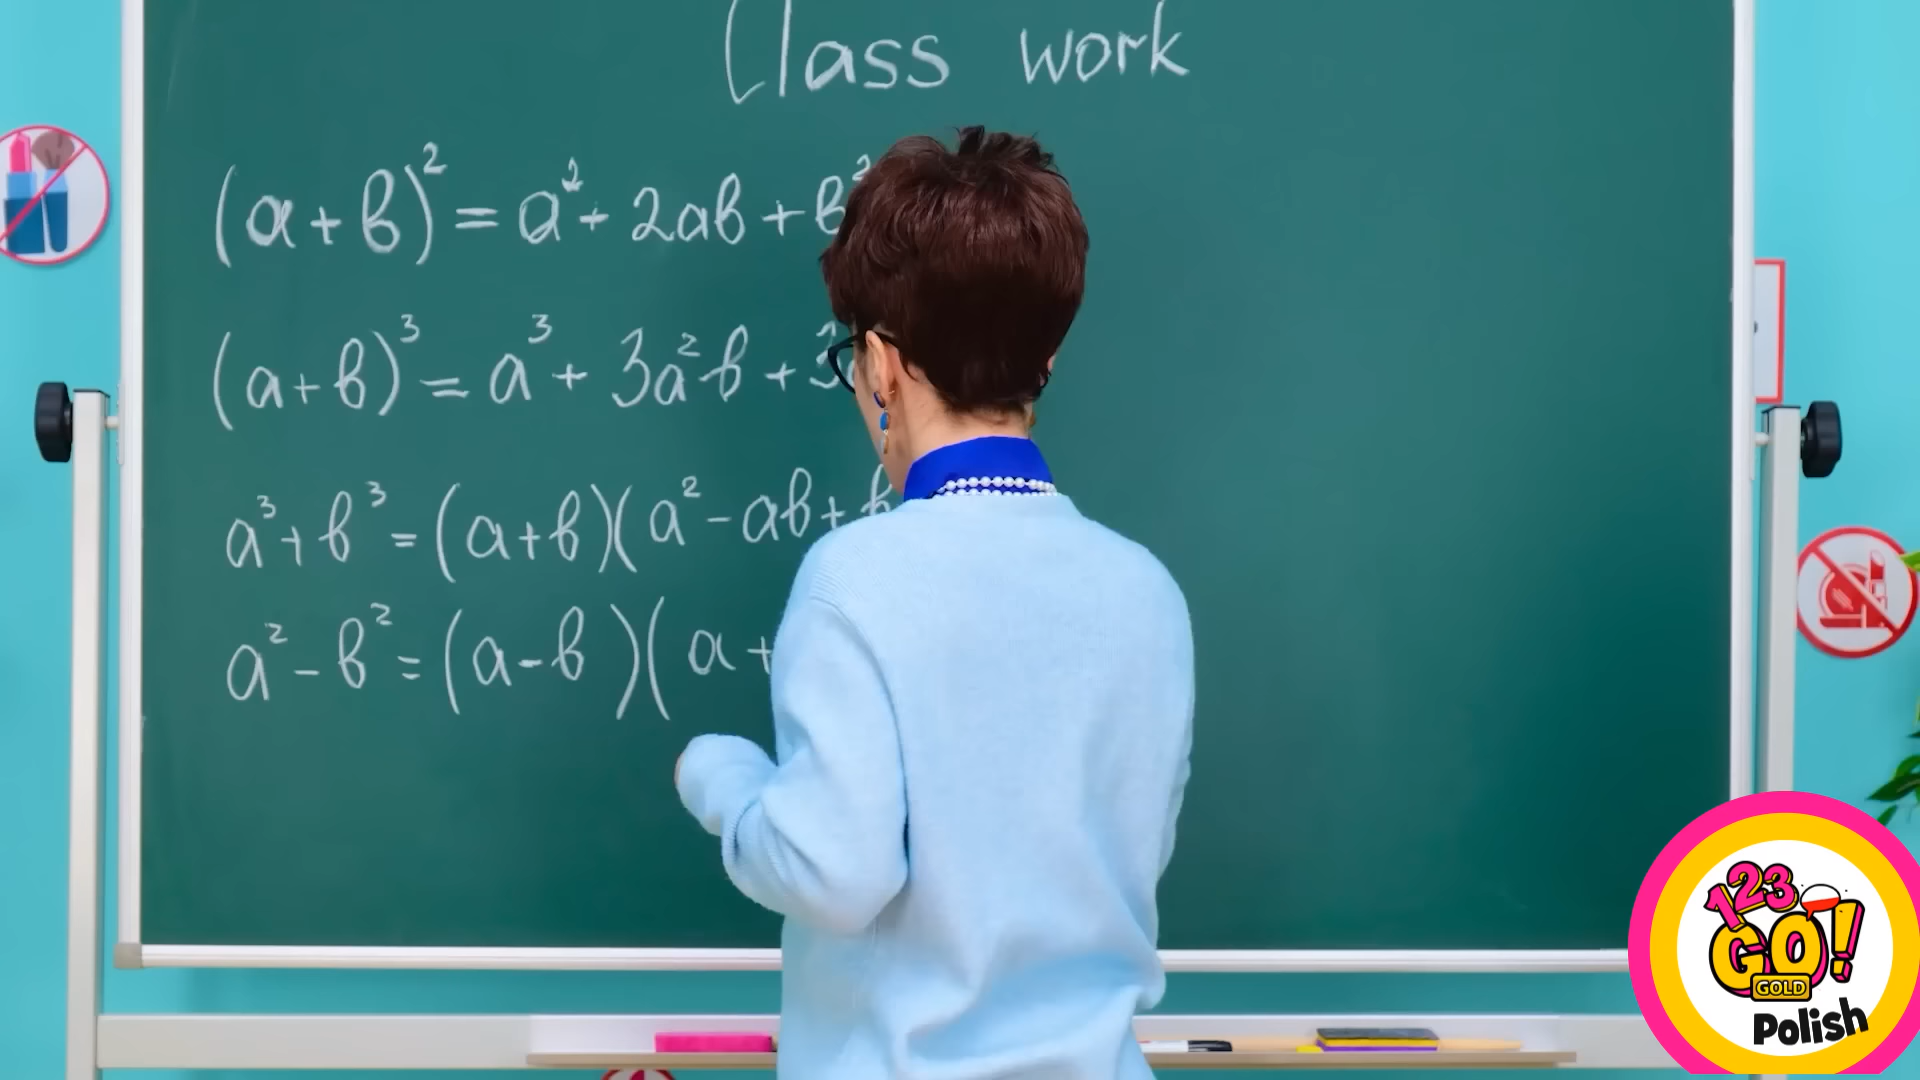 Class work
(a+b)² = a² + 2ab + b²
(a+b)³ = a³ + 3a²b + 3
a³ + b³ = (a+b)(a² - ab + b
a² - b² = (a-b)(a +
123
GO!
GOLD
Polish